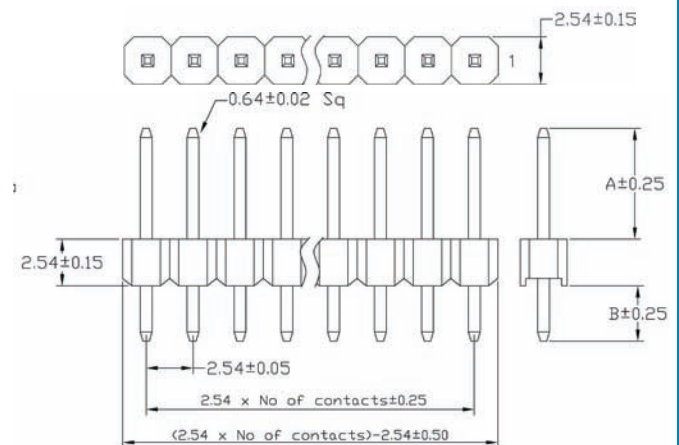 2.54±0.15
1
0.64±0.02 Sq
A±0.25
2.54±0.15
B±0.25
2.54±0.05
2.54 x No of contacts±0.25
(2.54 x No of contacts)-2.54±0.50